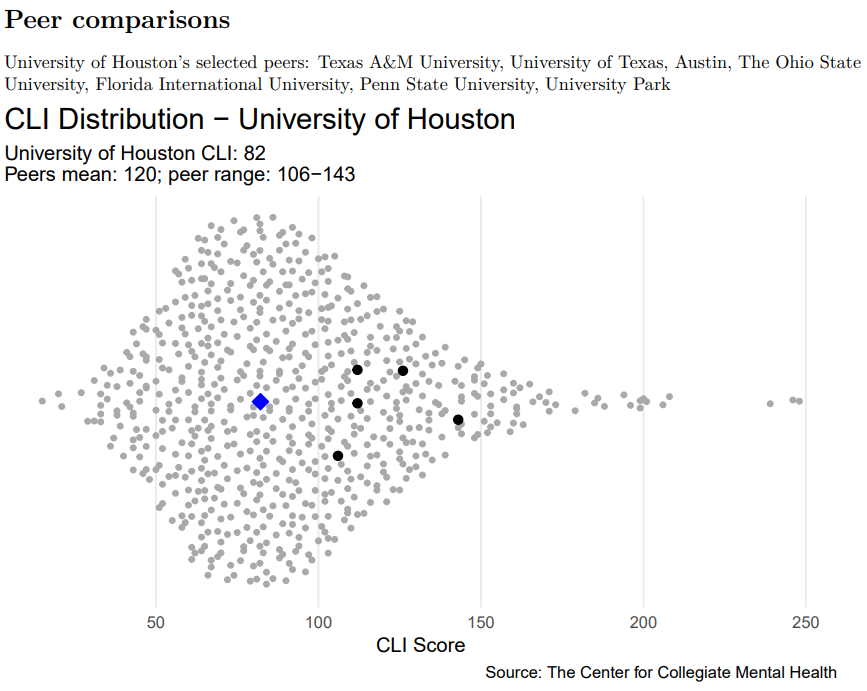 Peer comparisons
University of Houston's selected peers: Texas A&M University, University of Texas, Austin, The Ohio State
University, Florida International University, Penn State University, University Park
CLI Distribution − University of Houston
University of Houston CLI: 82
Peers mean: 120; peer range: 106−143
50 100 150 200 250
CLI Score
Source: The Center for Collegiate Mental Health